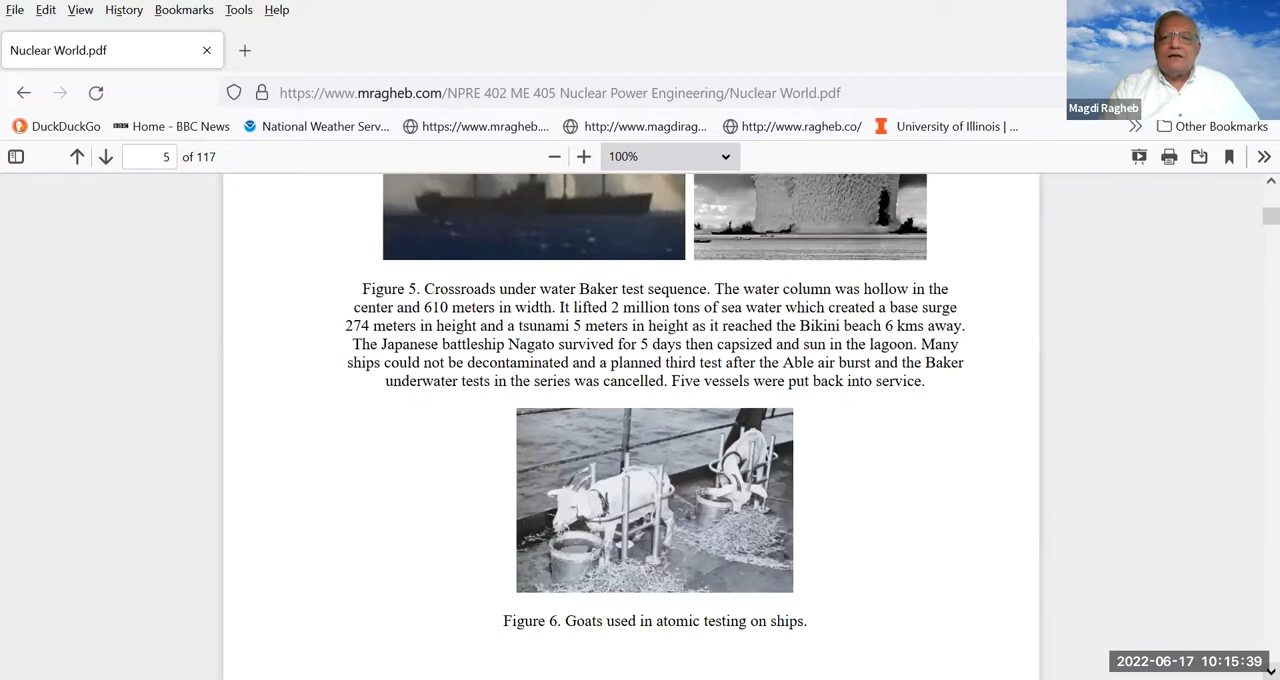 File Edit View History Bookmarks Tools Help
Nuclear World.pdf
https://www.mragheb.com/NPRE 402 ME 405 Nuclear Power Engineering/Nuclear World.pdf
Magdi Ragheb
DuckDuckGo BBC Home - BBC News National Weather Serv... https://www.mragheb.... http://www.magdirag... http://www.ragheb.co/ I University of Illinois | ... Other Bookmarks
5 of 117 100%
Figure 5. Crossroads under water Baker test sequence. The water column was hollow in the
center and 610 meters in width. It lifted 2 million tons of sea water which created a base surge
274 meters in height and a tsunami 5 meters in height as it reached the Bikini beach 6 kms away.
The Japanese battleship Nagato survived for 5 days then capsized and sun in the lagoon. Many
ships could not be decontaminated and a planned third test after the Able air burst and the Baker
underwater tests in the series was cancelled. Five vessels were put back into service.
Figure 6. Goats used in atomic testing on ships.
2022-06-17 10:15:39